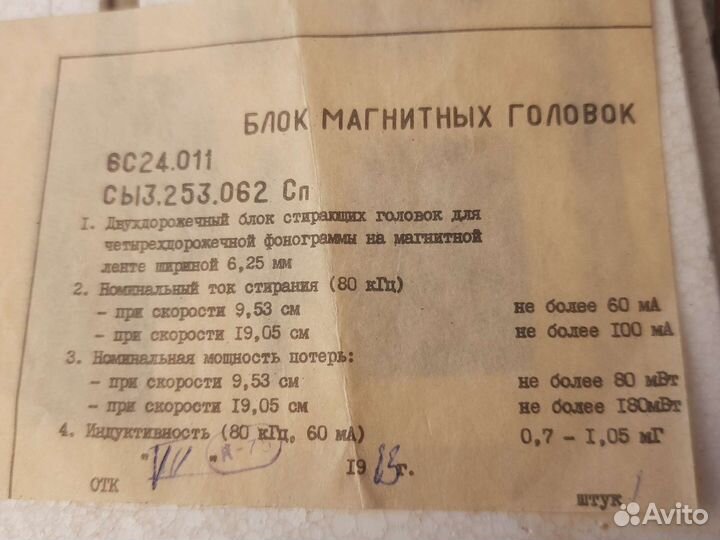 БЛОК МАГНИТНЫХ ГОЛОВОК
6С24.011
СЫ3.253.062 Сп
I. Двухдорожечный блок стирающих головок для
четырехдорожечной фонограммы на магнитной
ленте шириной 6,25 мм
2. Номинальный ток стирания (80 кГц)
- при скорости 9,53 см не более 60 мА
- при скорости I9,05 см не более I00 мА
3. Номинальная мощность потерь:
- при скорости 9,53 см не более 80 мВт
- при скорости I9,05 см не более I80мВт
4. Индуктивность (80 кГц, 60 мА) 0,7 - I,05 мГ
" VII " I9 г.
ОТК штук
Avito